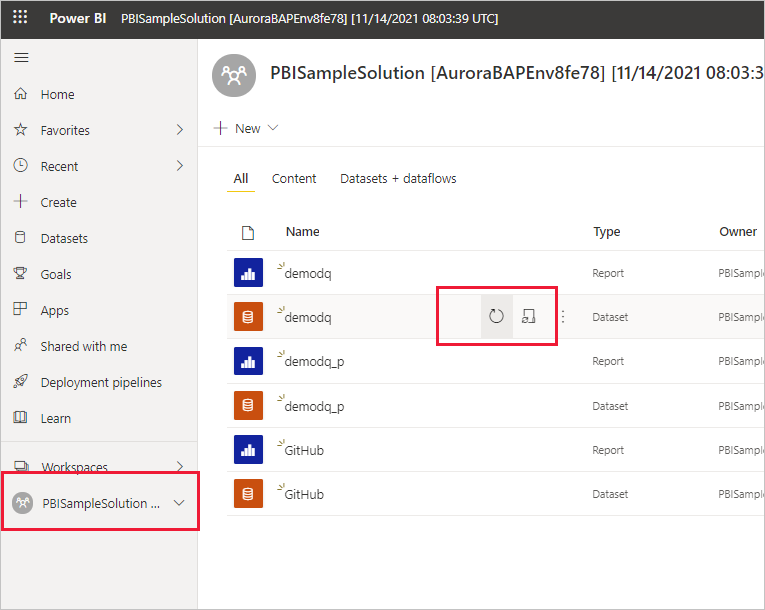 Power BI PBISampleSolution [AuroraBAPEnv8fe78] [11/14/2021 08:03:39 UTC]
PBISampleSolution [AuroraBAPEnv8fe78] [11/14/2021 08:03:3
New
All Content Datasets + dataflows
Home
Favorites
Recent
Create
Datasets
Goals
Apps
Shared with me
Deployment pipelines
Learn
Workspaces
PBISampleSolution ...
Name Type Owner
demodq Report PBISampl
demodq Dataset PBISampl
demodq_p Report PBISampl
demodq_p Dataset PBISampl
GitHub Report PBISampl
GitHub Dataset PBISampl